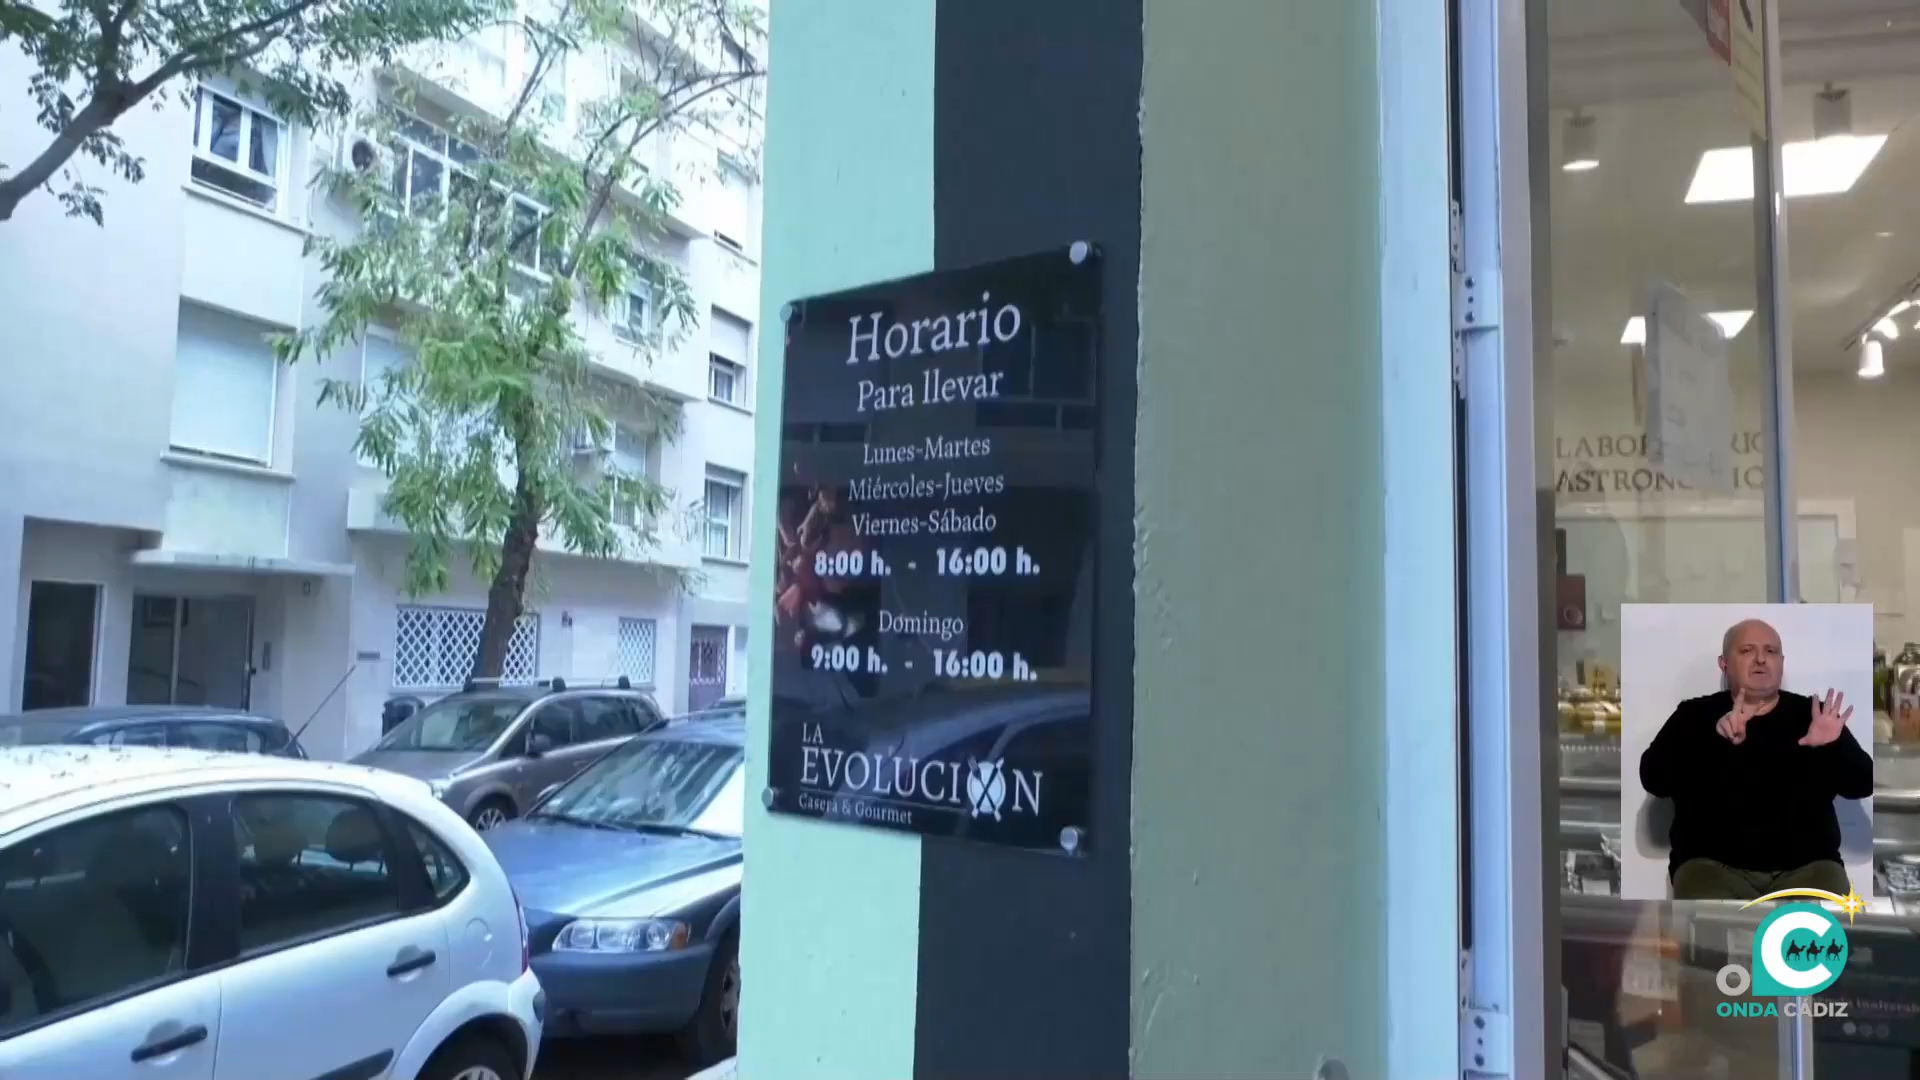 Horario
Para llevar
Lunes-Martes
Miércoles-Jueves
Viernes-Sábado
8:00 h. - 16:00 h.
Domingo
9:00 h. - 16:00 h.
LA
EVOLUCIÓN
Casera & Gourmet
ONDA CÁDIZ